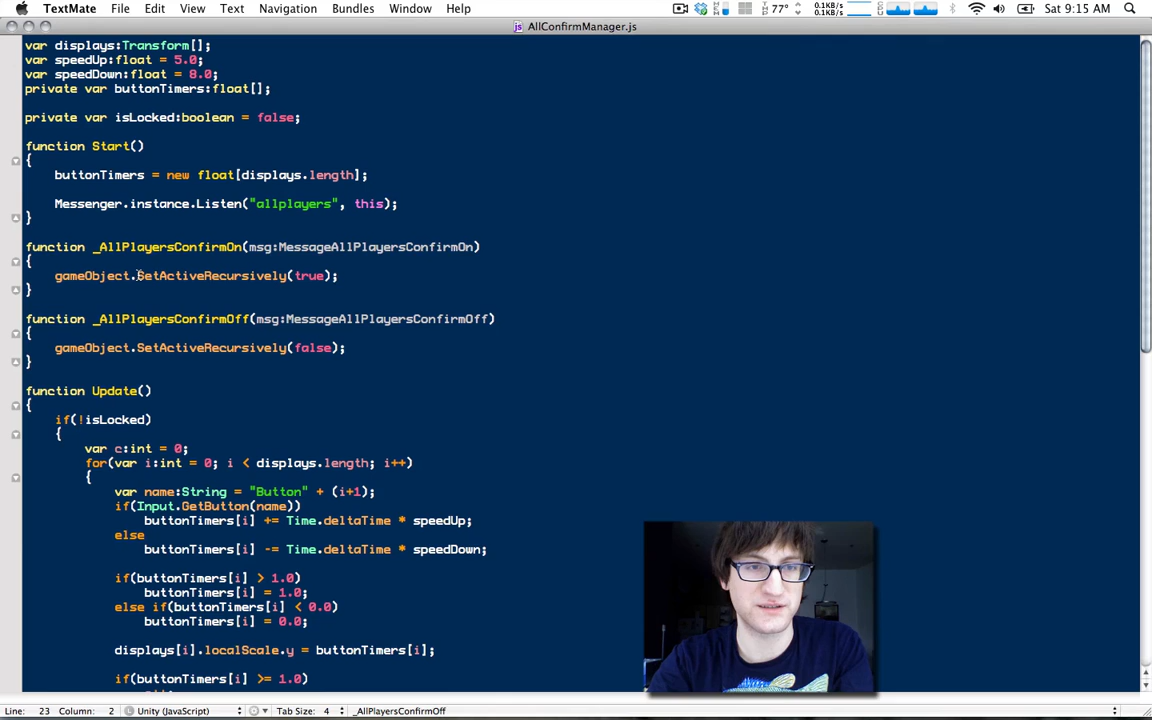 TextMate File Edit View Text Navigation Bundles Window Help 77° 0.1KB/s 0.1KB/s Sat 9:15 AM
AllConfirmManager.js
var displays:Transform[];
var speedUp:float = 5.0;
var speedDown:float = 8.0;
private var buttonTimers:float[];
private var isLocked:boolean = false;
function Start()
{
buttonTimers = new float[displays.length];
Messenger.instance.Listen("allplayers", this);
}
function _AllPlayersConfirmOn(msg:MessageAllPlayersConfirmOn)
{
gameObject.SetActiveRecursively(true);
}
function _AllPlayersConfirmOff(msg:MessageAllPlayersConfirmOff)
{
gameObject.SetActiveRecursively(false);
}
function Update()
{
if(!isLocked)
{
var c:int = 0;
for(var i:int = 0; i < displays.length; i++)
{
var name:String = "Button" + (i+1);
if(Input.GetButton(name))
buttonTimers[i] += Time.deltaTime * speedUp;
else
buttonTimers[i] -= Time.deltaTime * speedDown;
if(buttonTimers[i] > 1.0)
buttonTimers[i] = 1.0;
else if(buttonTimers[i] < 0.0)
buttonTimers[i] = 0.0;
displays[i].localScale.y = buttonTimers[i];
if(buttonTimers[i] >= 1.0)
Line: 23 Column: 2 Unity (JavaScript) Tab Size: 4 _AllPlayersConfirmOff